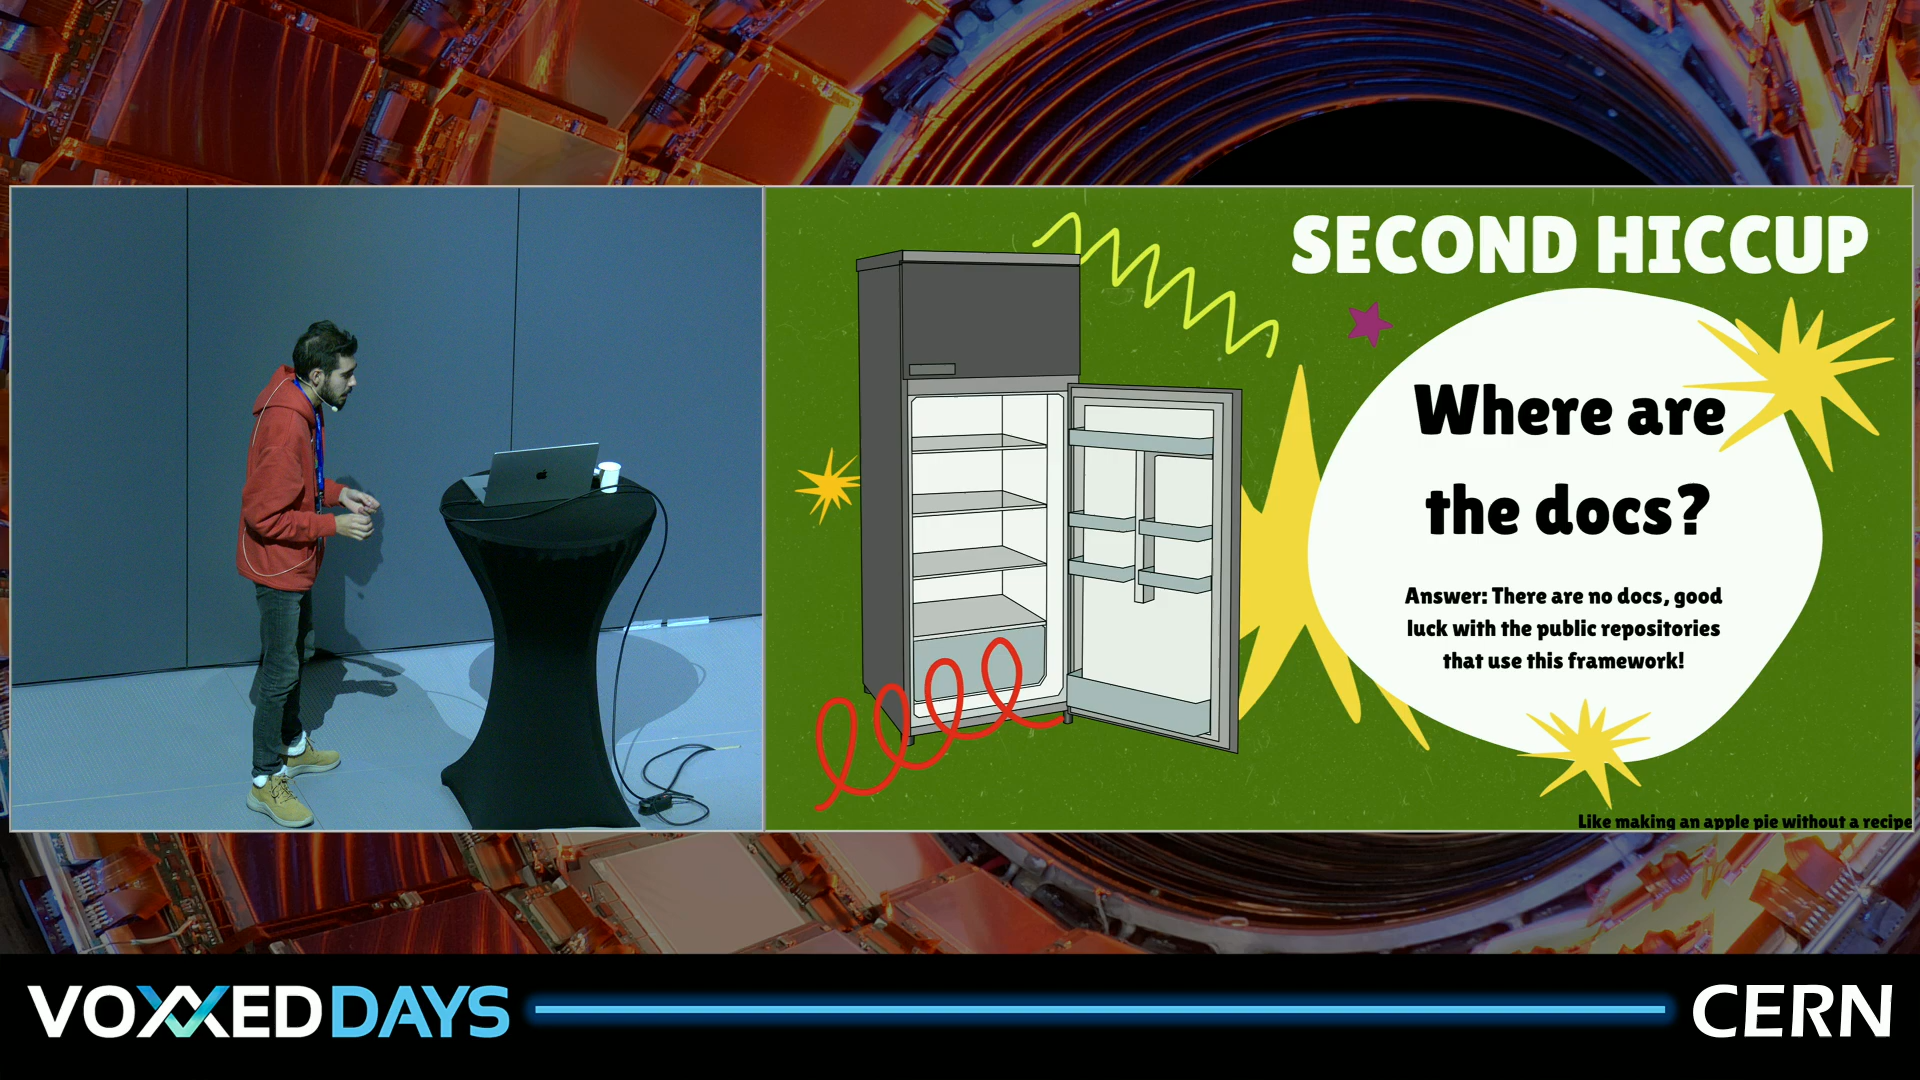 SECOND HICCUP
Where are
the docs?
Answer: There are no docs, good
luck with the public repositories
that use this framework!
Like making an apple pie without a recipe
VOXXEDDAYS
CERN